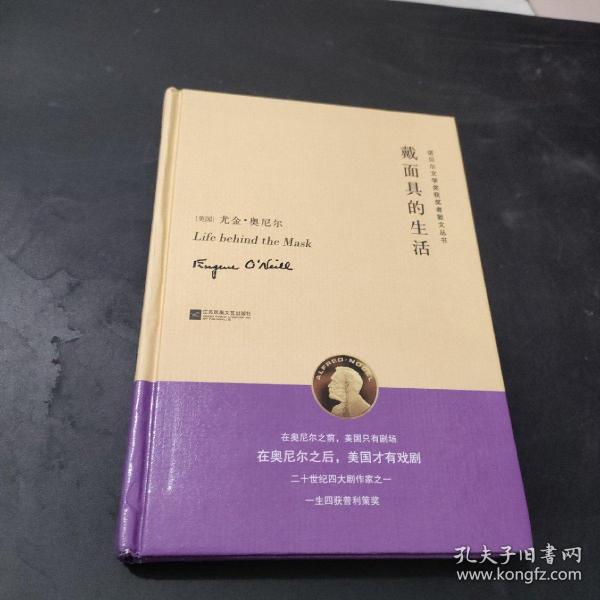 诺贝尔文学奖获奖者散文丛书
戴面具的生活
[美国] 尤金·奥尼尔
Life behind the Mask
Eugene O'Neill
江苏凤凰文艺出版社
ALFRED·NOBEL
在奥尼尔之前，美国只有剧场
在奥尼尔之后，美国才有戏剧
二十世纪四大剧作家之一
一生四获普利策奖
孔夫子旧书网
www.kongfz.com